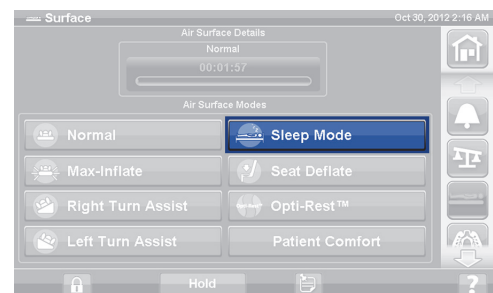 Surface
Oct 30, 2012 2:16 AM
Air Surface Details
Normal
00:01:57
Air Surface Modes
Normal
Sleep Mode
Max-Inflate
Seat Deflate
Right Turn Assist
Opti-Rest™
Left Turn Assist
Patient Comfort
Hold
?